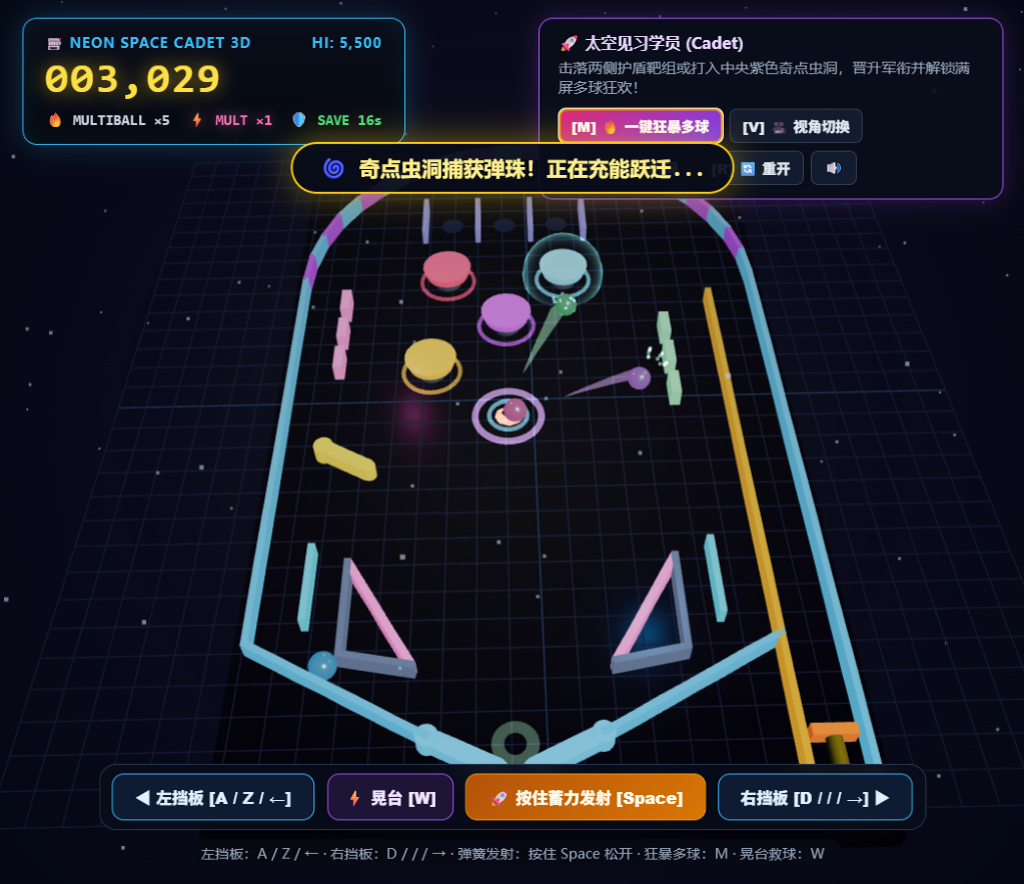 NEON SPACE CADET 3D HI: 5,500
003,029
MULTIBALL ×5 MULT ×1 SAVE 16s
太空见习学员 (Cadet)
击落两侧护盾靶组或打入中央紫色奇点虫洞，晋升军衔并解锁满
屏多球狂欢！
[M] 一键狂暴多球 [V] 视角切换
[R] 重开
奇点虫洞捕获弹珠！正在充能跃迁...
◀ 左挡板 [A / Z / ←] 晃台 [W] 按住蓄力发射 [Space] 右挡板 [D / / / →] ▶
左挡板：A / Z / ← · 右挡板：D / / / → · 弹簧发射：按住 Space 松开 · 狂暴多球：M · 晃台救球：W